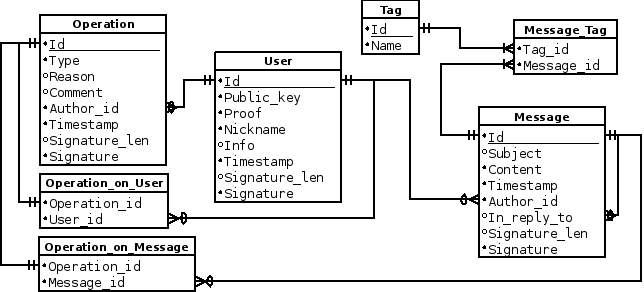 Operation
Id
Type
Reason
Comment
Author_id
Timestamp
Signature_len
Signature
User
Id
Public_key
Proof
Nickname
Info
Timestamp
Signature_len
Signature
Tag
Id
Name
Message_Tag
Tag_id
Message_id
Message
Id
Subject
Content
Timestamp
Author_id
In_reply_to
Signature_len
Signature
Operation_on_User
Operation_id
User_id
Operation_on_Message
Operation_id
Message_id